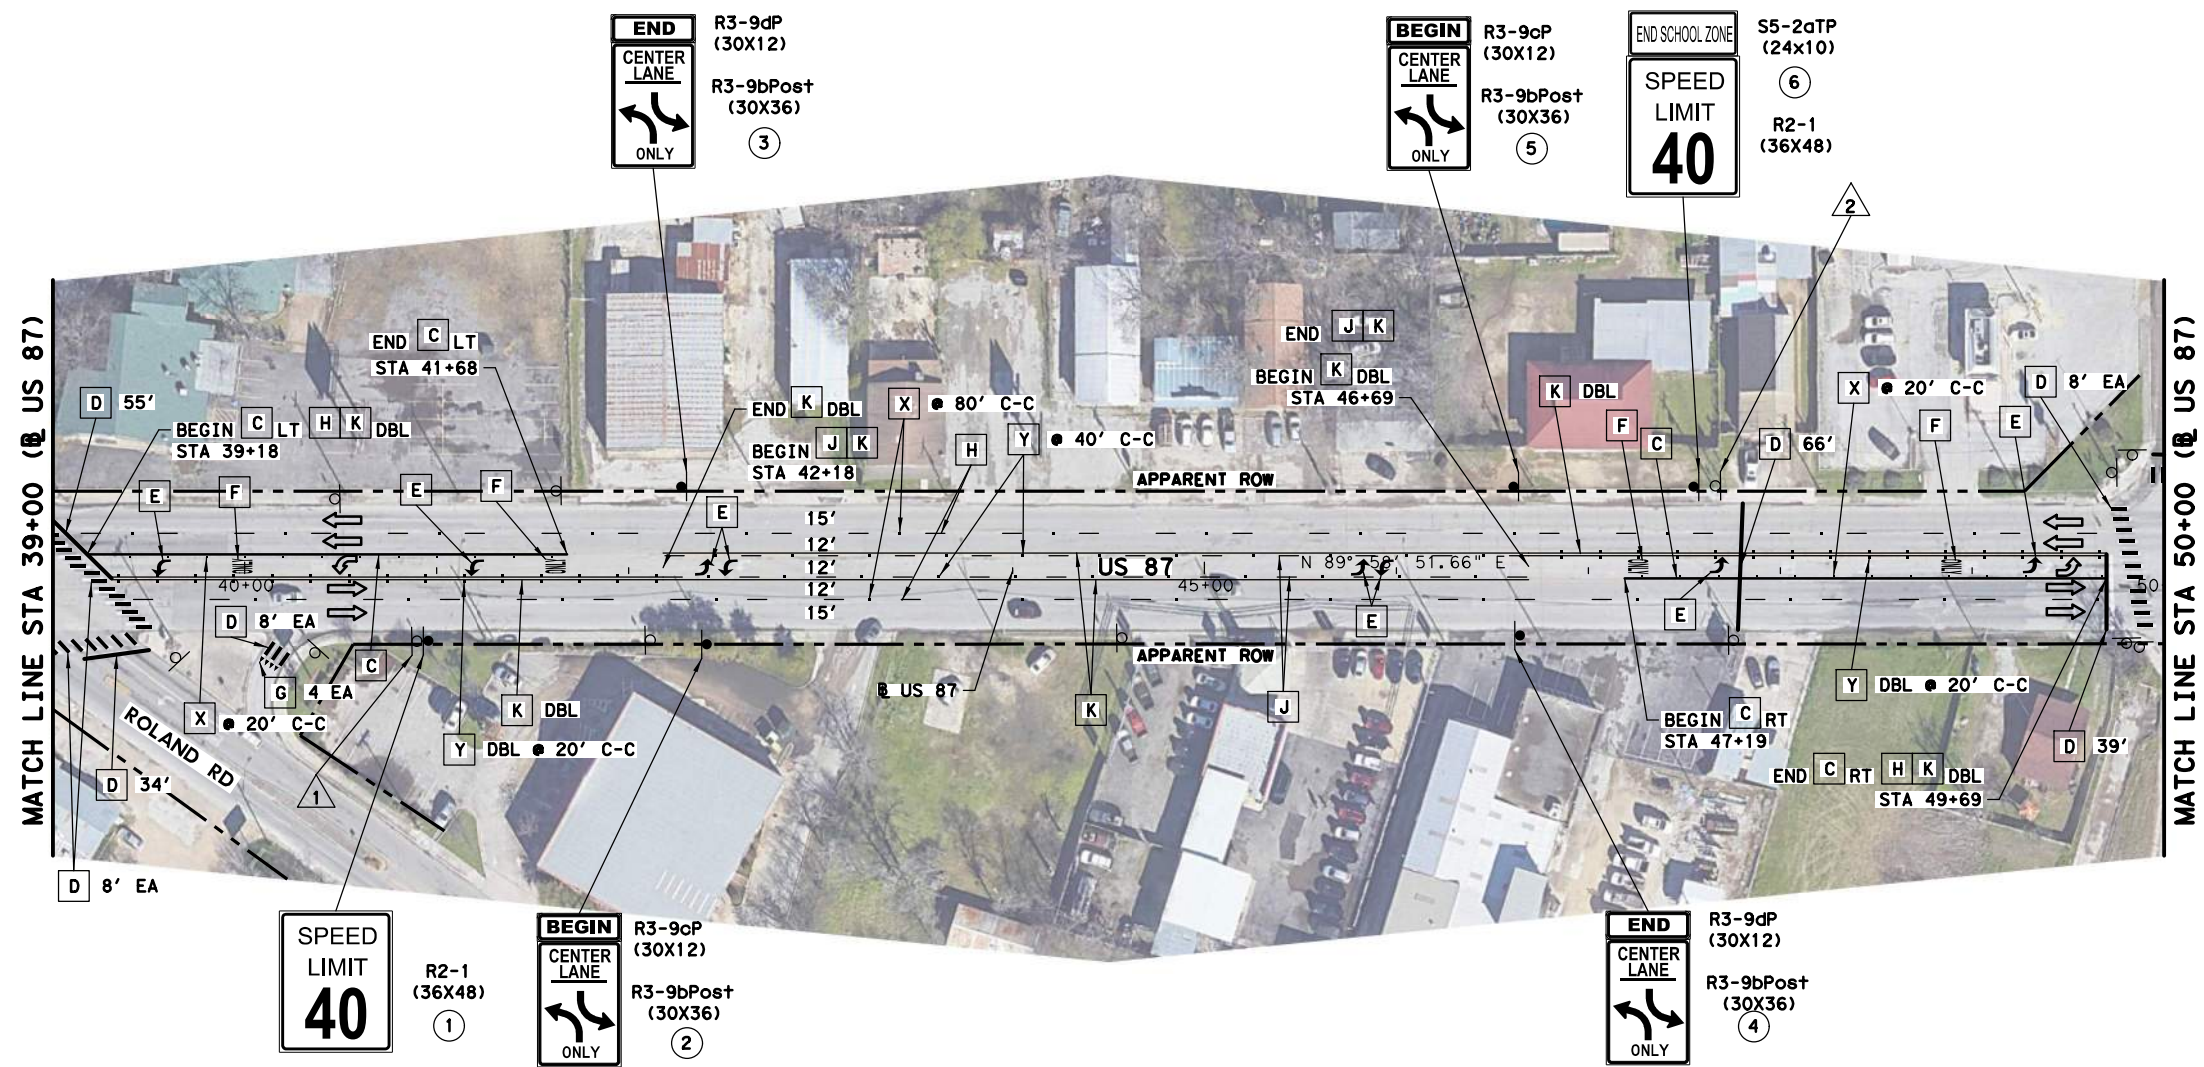 END
CENTER
LANE
ONLY
R3-9dP
(30X12)
R3-9bPost
(30X36)
3
BEGIN
CENTER
LANE
ONLY
R3-9cP
(30X12)
R3-9bPost
(30X36)
5
END SCHOOL ZONE
SPEED
LIMIT
40
S5-2aTP
(24x10)
6
R2-1
(36X48)
2
MATCH LINE STA 39+00 (BL US 87)
D 55'
BEGIN C LT H K DBL
STA 39+18
END C LT
STA 41+68
E
F
E
F
END K DBL
BEGIN J K
STA 42+18
E
X @ 80' C-C
H
Y @ 40' C-C
END J K
BEGIN K DBL
STA 46+69
K DBL
F
C
D 66'
X @ 20' C-C
F
E
D 8' EA
APPARENT ROW
15'
12'
12'
12'
15'
US 87
N 89° 58' 51.66" E
40+00
45+00
50
E
E
MATCH LINE STA 50+00 (BL US 87)
D 8' EA
G 4 EA
C
X @ 20' C-C
ROLAND RD
D 34'
1
D 8' EA
Y DBL @ 20' C-C
K DBL
BL US 87
K
J
APPARENT ROW
BEGIN C RT
STA 47+19
Y DBL @ 20' C-C
END C RT H K DBL
STA 49+69
D 39'
SPEED
LIMIT
40
R2-1
(36X48)
1
BEGIN
CENTER
LANE
ONLY
R3-9cP
(30X12)
R3-9bPost
(30X36)
2
END
CENTER
LANE
ONLY
R3-9dP
(30X12)
R3-9bPost
(30X36)
4